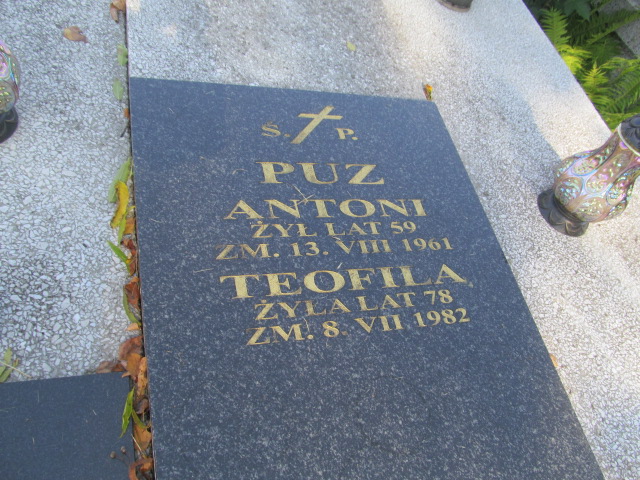 Ś. P.
PUZ
ANTONI
ŻYŁ LAT 59
ZM. 13. VIII 1961
TEOFILA
ŻYŁA LAT 78
ZM. 8. VII 1982